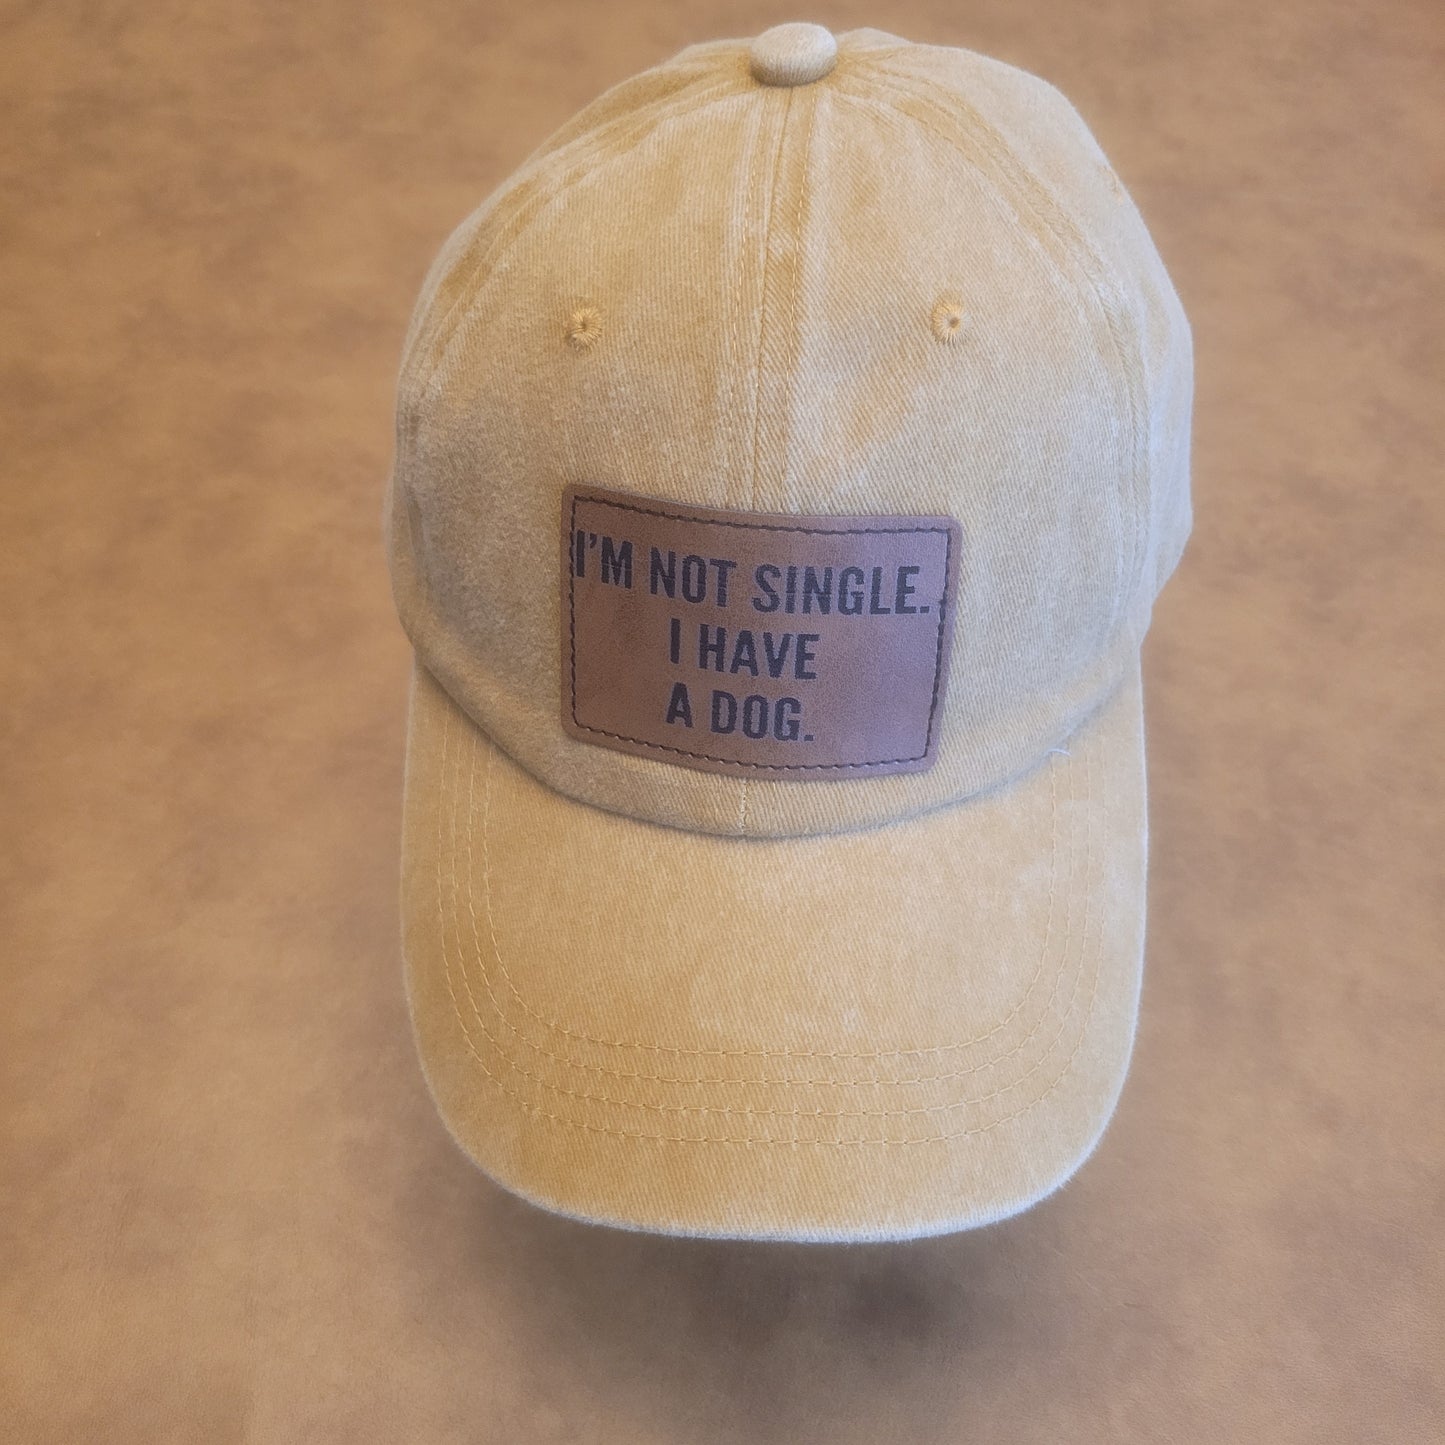 I'M NOT SINGLE.
I HAVE
A DOG.